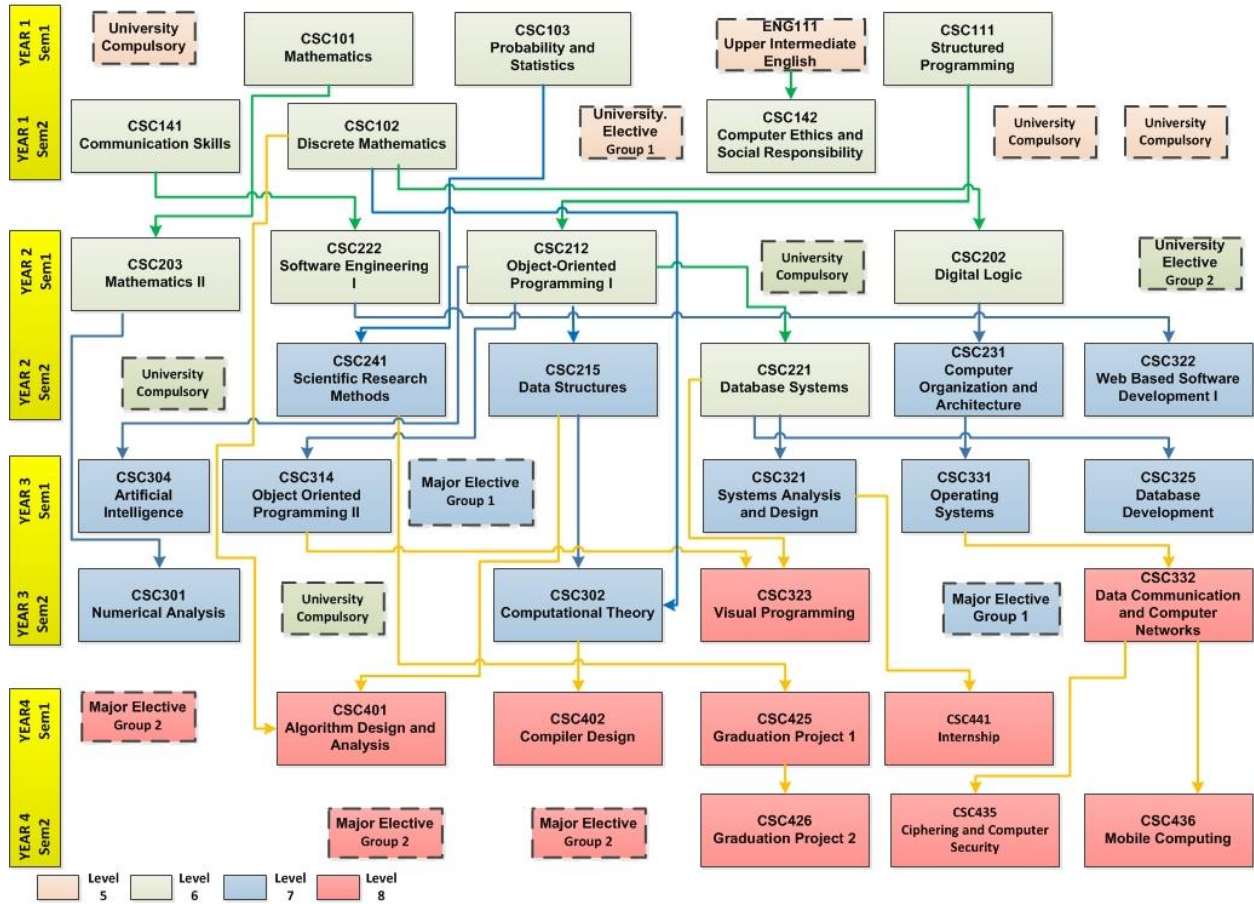 YEAR 1
Sem1
University
Compulsory
CSC101
Mathematics
CSC103
Probability and
Statistics
ENG111
Upper Intermediate
English
CSC111
Structured
Programming
YEAR 1
Sem2
CSC141
Communication Skills
CSC102
Discrete Mathematics
University.
Elective
Group 1
CSC142
Computer Ethics and
Social Responsibility
University
Compulsory
University
Compulsory
YEAR 2
Sem1
CSC203
Mathematics II
CSC222
Software Engineering
I
CSC212
Object-Oriented
Programming I
University
Compulsory
CSC202
Digital Logic
University
Elective
Group 2
YEAR 2
Sem2
University
Compulsory
CSC241
Scientific Research
Methods
CSC215
Data Structures
CSC221
Database Systems
CSC231
Computer
Organization and
Architecture
CSC322
Web Based Software
Development I
YEAR 3
Sem1
CSC304
Artificial
Intelligence
CSC314
Object Oriented
Programming II
Major Elective
Group 1
CSC321
Systems Analysis
and Design
CSC331
Operating
Systems
CSC325
Database
Development
YEAR 3
Sem2
CSC301
Numerical Analysis
University
Compulsory
CSC302
Computational Theory
CSC323
Visual Programming
Major Elective
Group 1
CSC332
Data Communication
and Computer
Networks
YEAR4
Sem1
Major Elective
Group 2
CSC401
Algorithm Design and
Analysis
CSC402
Compiler Design
CSC425
Graduation Project 1
CSC441
Internship
YEAR 4
Sem2
Major Elective
Group 2
Major Elective
Group 2
CSC426
Graduation Project 2
CSC435
Ciphering and Computer
Security
CSC436
Mobile Computing
Level
5
Level
6
Level
7
Level
8